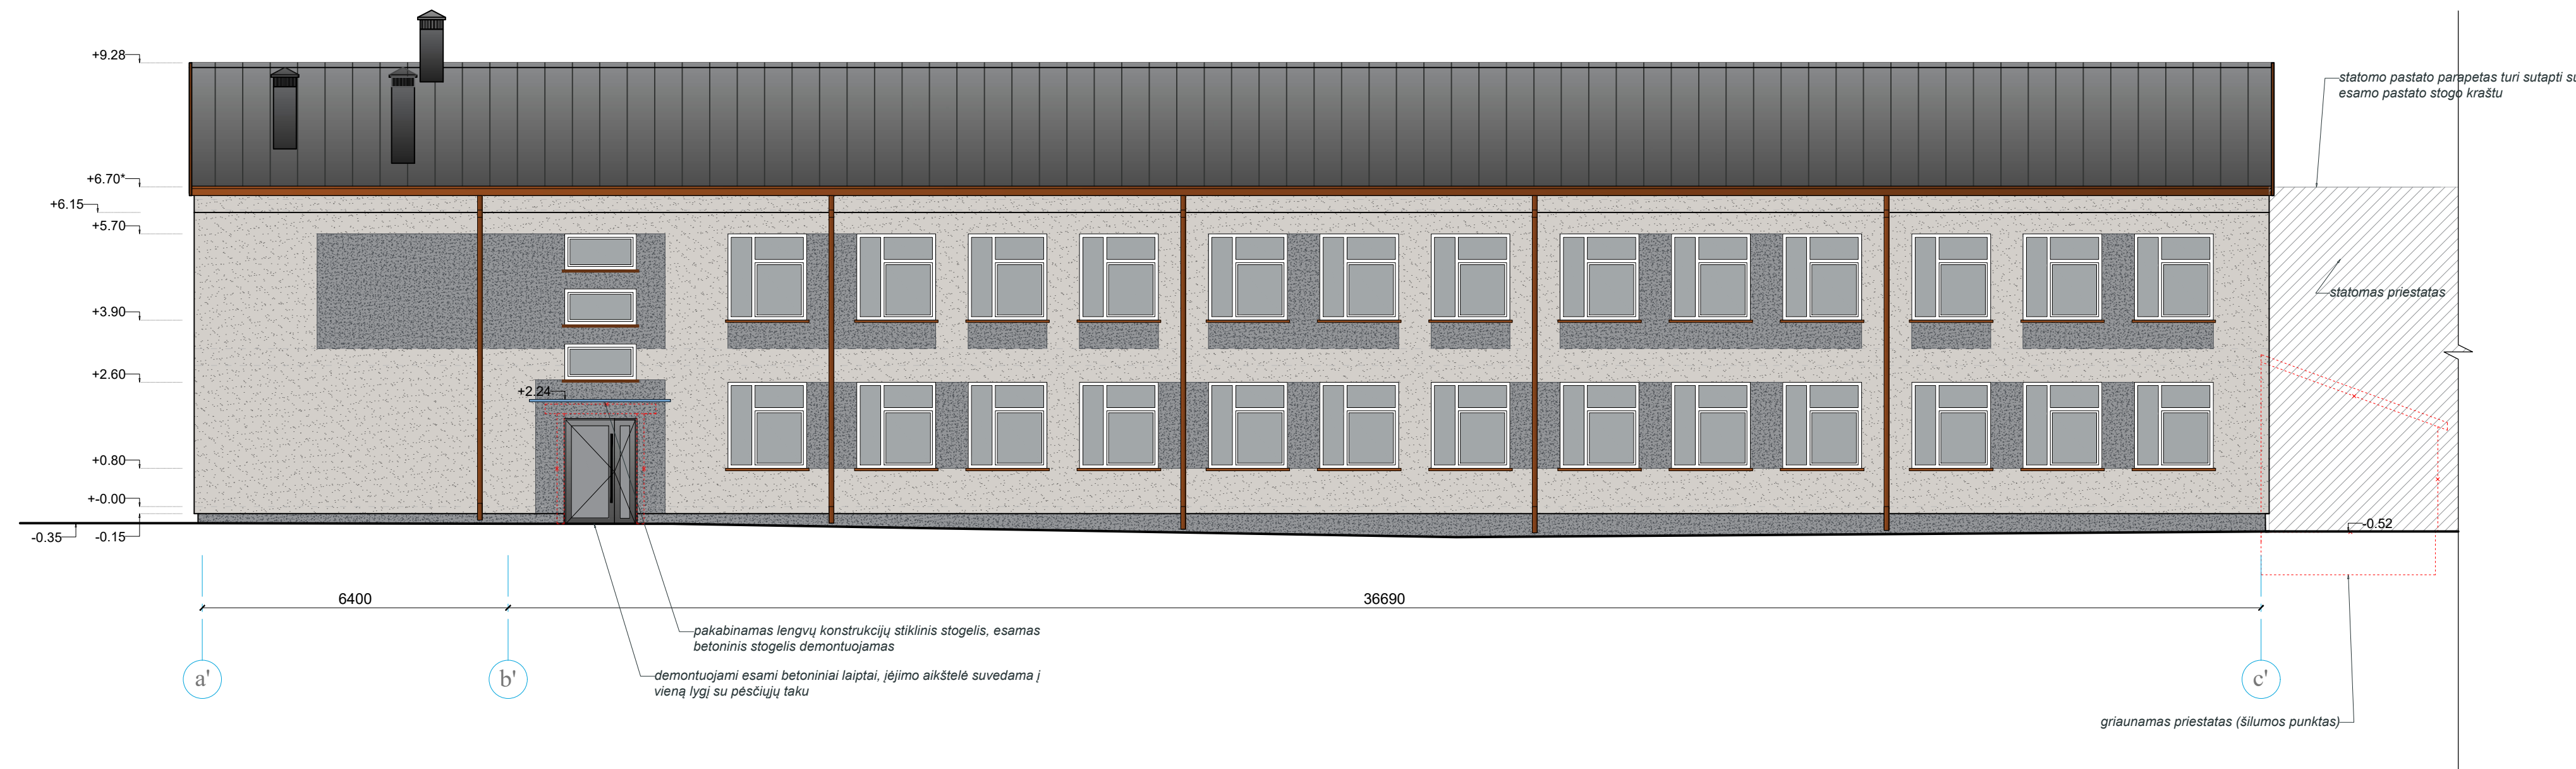 +9.28
statomo pastato parapetas turi sutapti su
esamo pastato stogo kraštu
+6.70*
+6.15
+5.70
statomas priestatas
+3.90
+2.60
+2.24
+0.80
+-0.00
-0.52
-0.35
-0.15
6400
36690
pakabinamas lengvų konstrukcijų stiklinis stogelis, esamas
betoninis stogelis demontuojamas
demontuojami esami betoniniai laiptai, įėjimo aikštelė suvedama į
vieną lygį su pėsčiųjų taku
a'
b'
c'
griaunamas priestatas (šilumos punktas)